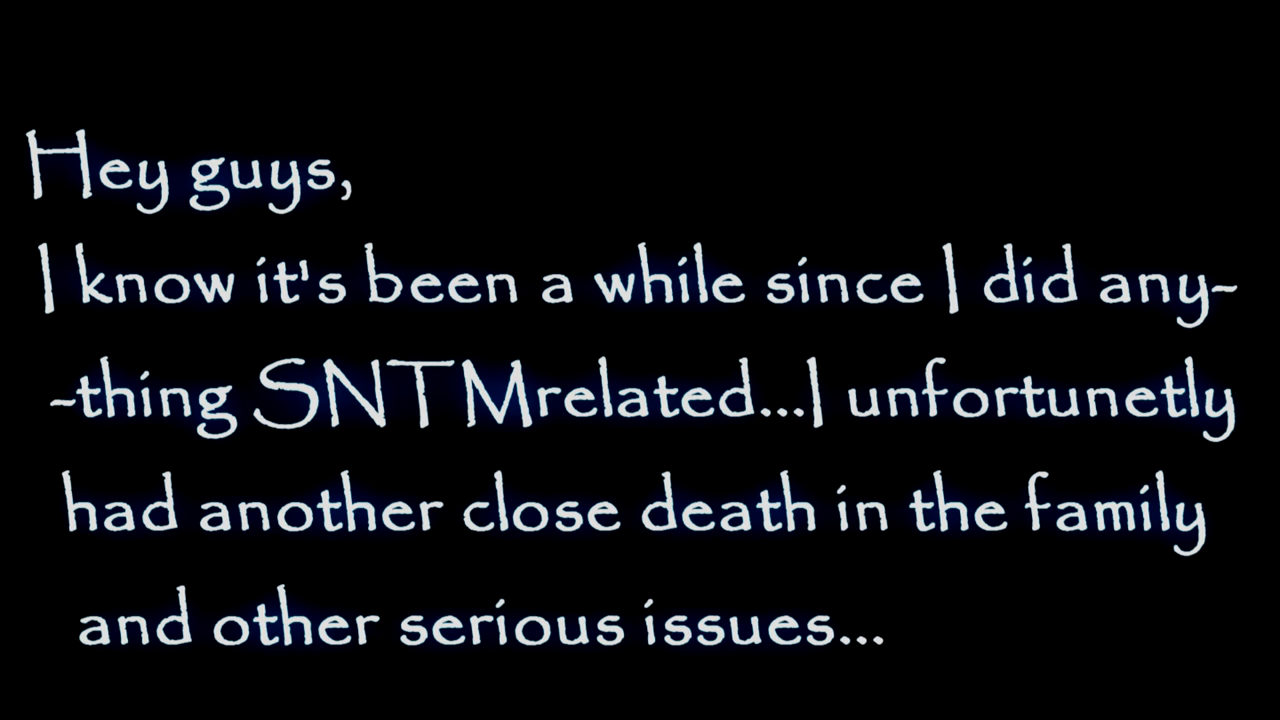 Hey guys,
I know it's been a while since I did any-
-thing SNTMrelated...I unfortunetly
had another close death in the family
and other serious issues...